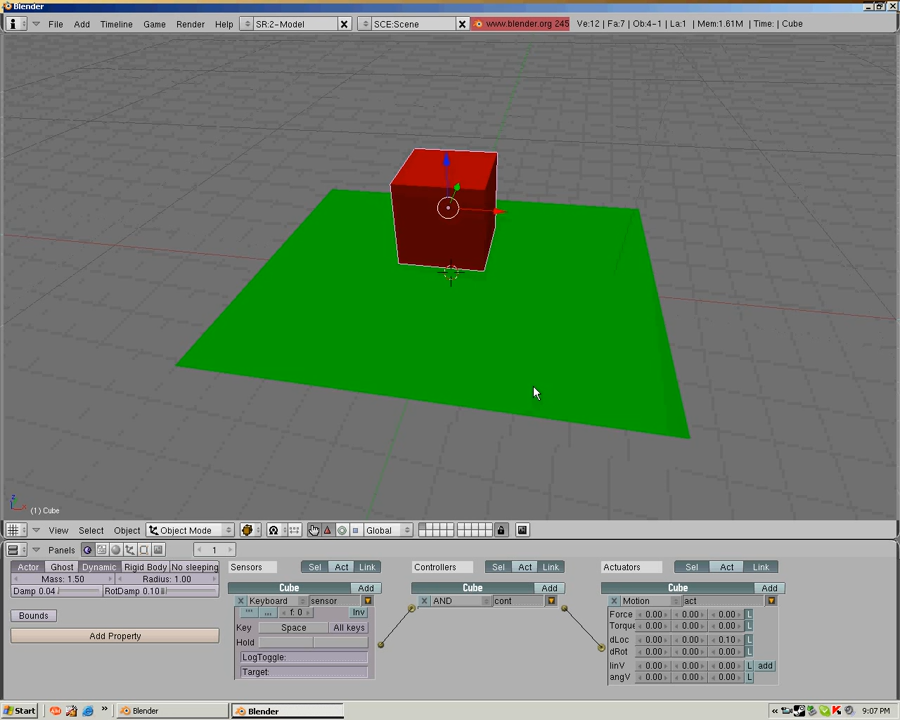 Blender
File Add Timeline Game Render Help SR:2-Model SCE:Scene www.blender.org 245 Ve:12 | Fa:7 | Ob:4-1 | La:1 | Mem:1.61M | Time: | Cube
z
(1) Cube
View Select Object Object Mode Global
Panels 1
Actor Ghost Dynamic Rigid Body No sleeping Sensors Sel Act Link Controllers Sel Act Link Actuators Sel Act Link
Mass: 1.50 Radius: 1.00 Cube Add Cube Add Cube Add
Damp 0.04 RotDamp 0.10 Keyboard sensor AND cont Motion act
f: 0 Inv Force 0.00 0.00 0.00 L
Bounds Key Space All keys Torque 0.00 0.00 0.00 L
Add Property Hold dLoc 0.00 0.00 0.10 L
dRot 0.00 0.00 0.00 L
LogToggle: linV 0.00 0.00 0.00 L add
Target: angV 0.00 0.00 0.00 L
Start Blender Blender 9:07 PM